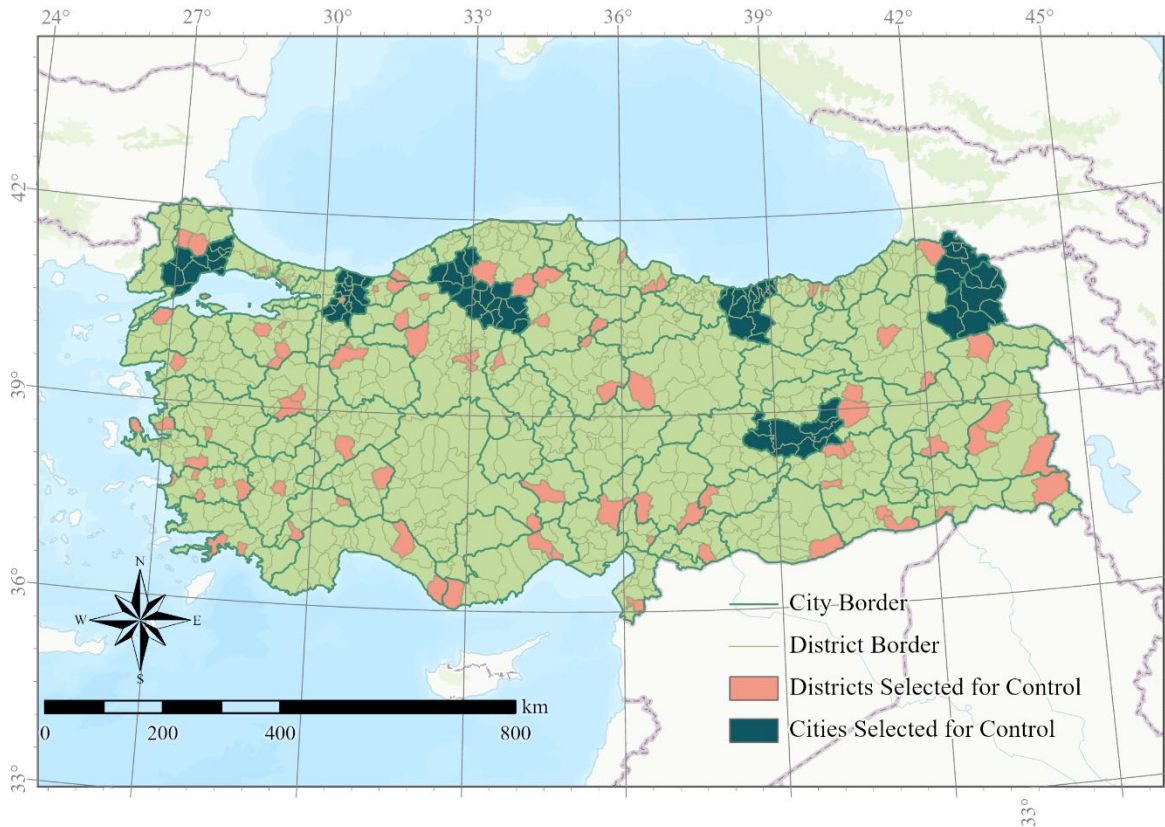 24° 27° 30° 33° 36° 39° 42° 45°
42°
39°
36°
33°
N
W E
S
km
0 200 400 800
City Border
District Border
Districts Selected for Control
Cities Selected for Control
33°